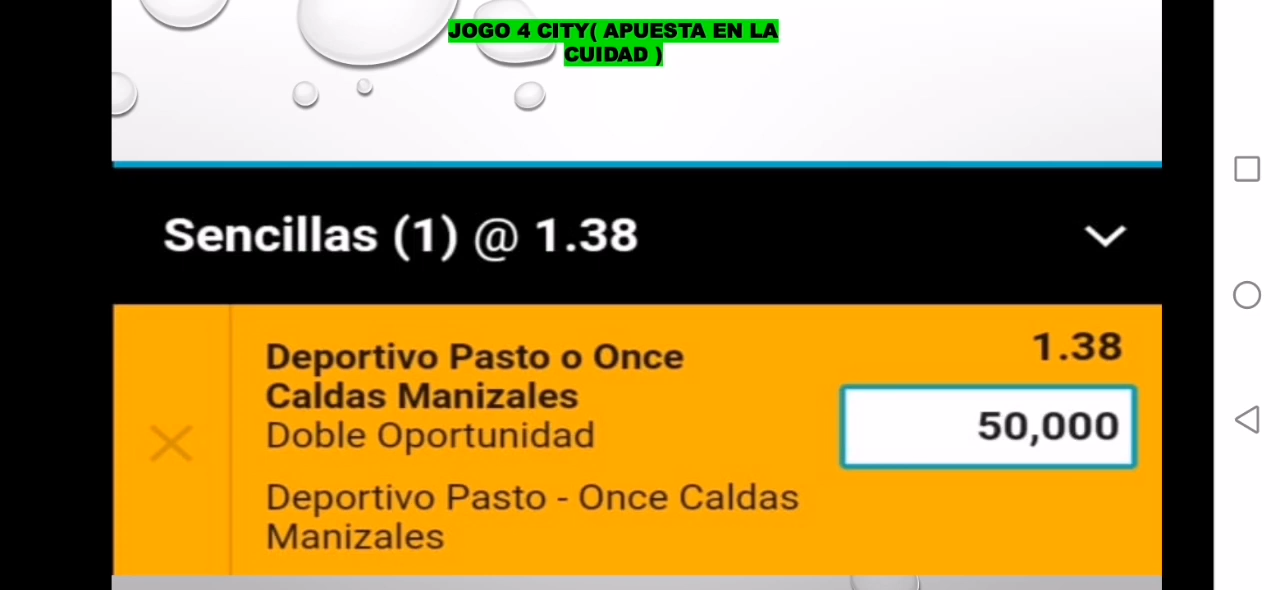 JOGO 4 CITY( APUESTA EN LA
CUIDAD )
Sencillas (1) @ 1.38
Deportivo Pasto o Once
Caldas Manizales
1.38
Doble Oportunidad
50,000
Deportivo Pasto - Once Caldas
Manizales